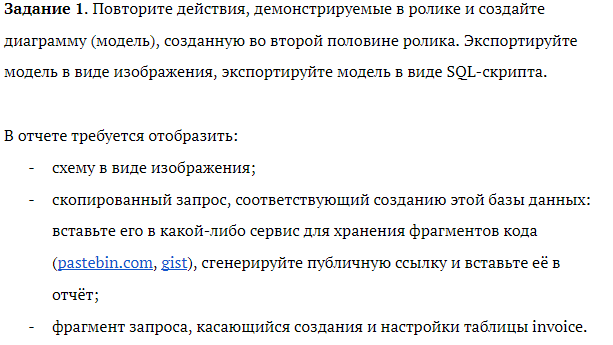 Задание 1. Повторите действия, демонстрируемые в ролике и создайте
диаграмму (модель), созданную во второй половине ролика. Экспортируйте
модель в виде изображения, экспортируйте модель в виде SQL-скрипта.
В отчете требуется отобразить:
- схему в виде изображения;
- скопированный запрос, соответствующий созданию этой базы данных:
вставьте его в какой-либо сервис для хранения фрагментов кода
(pastebin.com, gist), сгенерируйте публичную ссылку и вставьте её в
отчёт;
- фрагмент запроса, касающийся создания и настройки таблицы invoice.